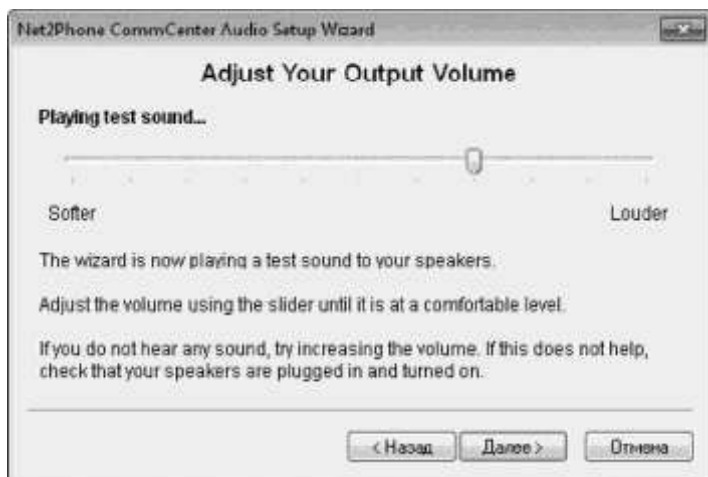 Net2Phone CommCenter Audio Setup Wizard
Adjust Your Output Volume
Playing test sound...
Softer Louder
The wizard is now playing a test sound to your speakers.
Adjust the volume using the slider until it is at a comfortable level.
If you do not hear any sound, try increasing the volume. If this does not help,
check that your speakers are plugged in and turned on.
< Назад Далее > Отмена